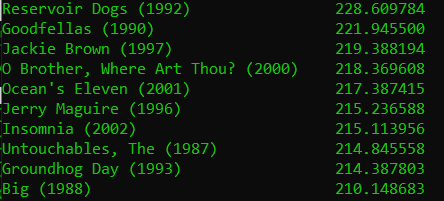 Reservoir Dogs (1992) 228.609784
Goodfellas (1990) 221.945500
Jackie Brown (1997) 219.388194
O Brother, Where Art Thou? (2000) 218.369608
Ocean's Eleven (2001) 217.387415
Jerry Maguire (1996) 215.236588
Insomnia (2002) 215.113956
Untouchables, The (1987) 214.845558
Groundhog Day (1993) 214.387803
Big (1988) 210.148683